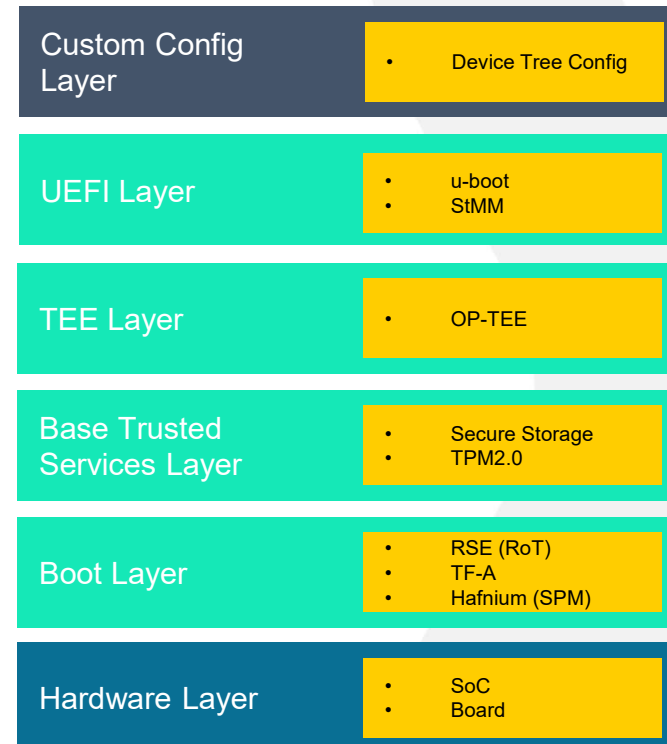 Custom Config
Layer
• Device Tree Config
UEFI Layer
• u-boot
• StMM
TEE Layer
• OP-TEE
Base Trusted
Services Layer
• Secure Storage
• TPM2.0
Boot Layer
• RSE (RoT)
• TF-A
• Hafnium (SPM)
Hardware Layer
• SoC
• Board